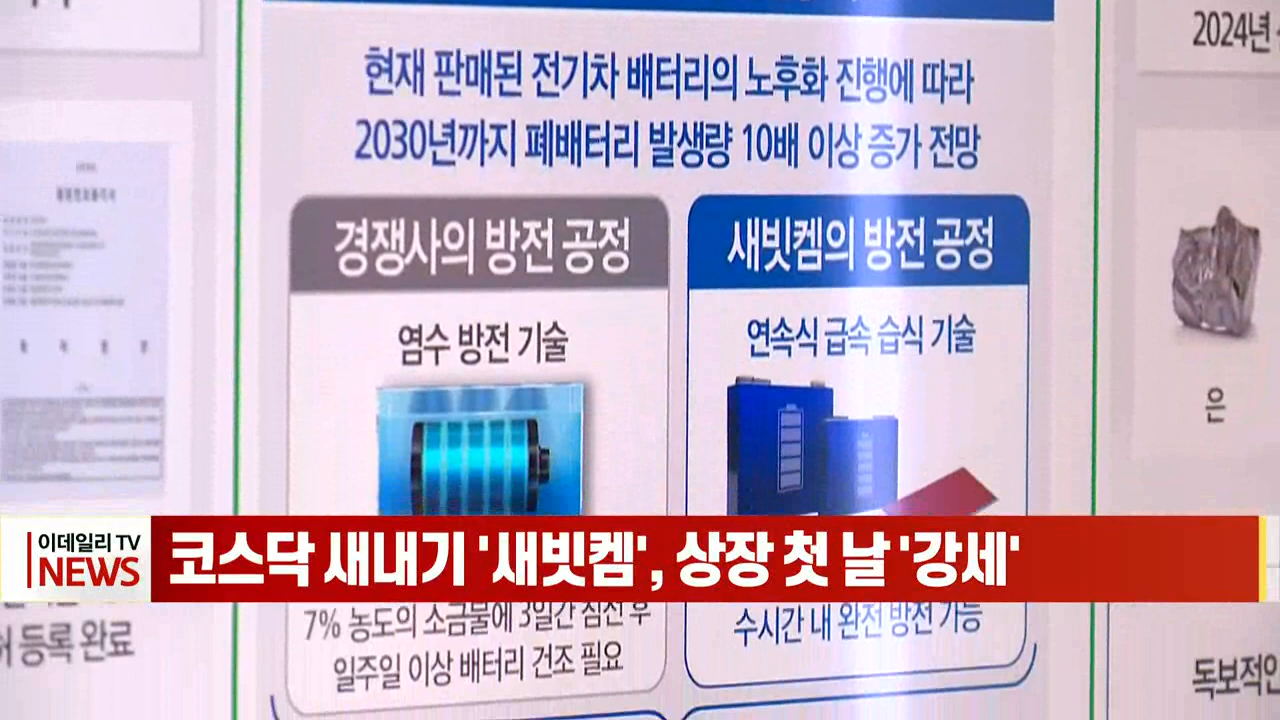 2024년
현재 판매된 전기차 배터리의 노후화 진행에 따라
2030년까지 폐배터리 발생량 10배 이상 증가 전망
경쟁사의 방전 공정
염수 방전 기술
새빗켐의 방전 공정
연속식 급속 습식 기술
은
이데일리 TV
NEWS
코스닥 새내기 '새빗켐', 상장 첫 날 '강세'
7% 농도의 소금물에 3일간 침전 후
일주일 이상 배터리 건조 필요
수시간 내 완전 방전 가능
등록 완료
독보적인